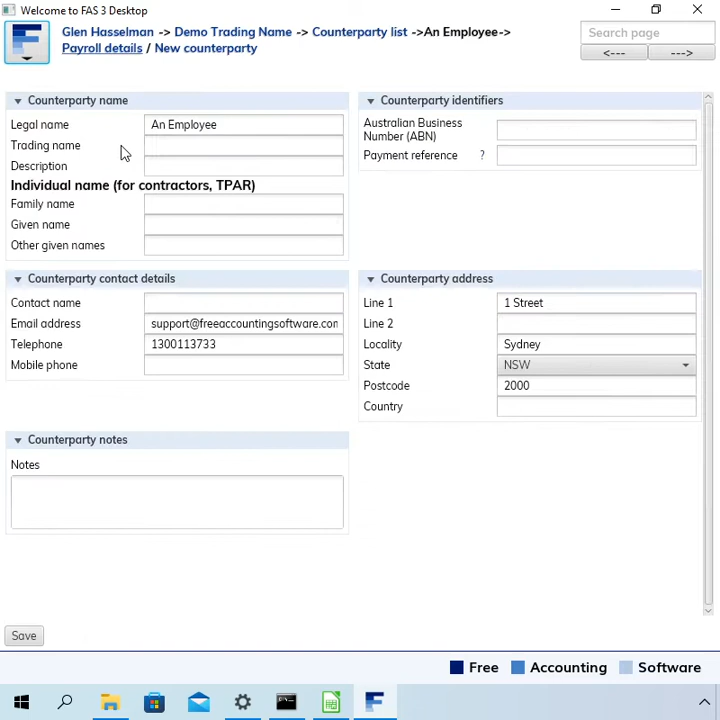 Welcome to FAS 3 Desktop
Glen Hasselman -> Demo Trading Name -> Counterparty list ->An Employee->
Payroll details / New counterparty
Search page
<--- --->
Counterparty name
Legal name An Employee
Trading name
Description
Individual name (for contractors, TPAR)
Family name
Given name
Other given names
Counterparty identifiers
Australian Business
Number (ABN)
Payment reference ?
Counterparty contact details
Contact name
Email address support@freeaccountingsoftware.com
Telephone 1300113733
Mobile phone
Counterparty address
Line 1 1 Street
Line 2
Locality Sydney
State NSW
Postcode 2000
Country
Counterparty notes
Notes
Save
Free Accounting Software